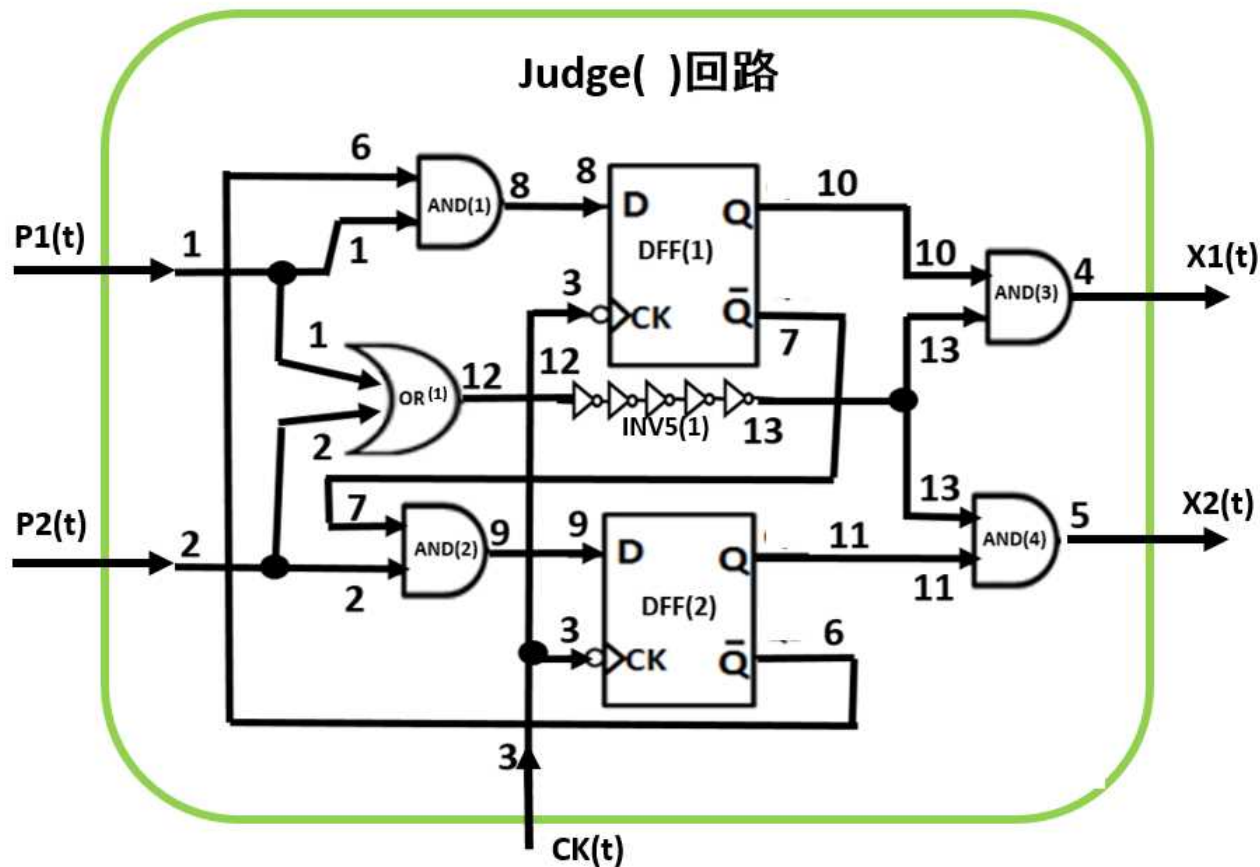 Judge( )回路
6
AND(1)
8
8
D
Q
10
P1(t)
1
1
DFF(1)
10
4
X1(t)
AND(3)
3
CK
Q̅
7
13
1
OR(1)
12
12
INV5(1)
13
2
7
13
P2(t)
2
AND(2)
9
9
D
Q
11
AND(4)
5
X2(t)
2
DFF(2)
11
3
CK
Q̅
6
3
CK(t)